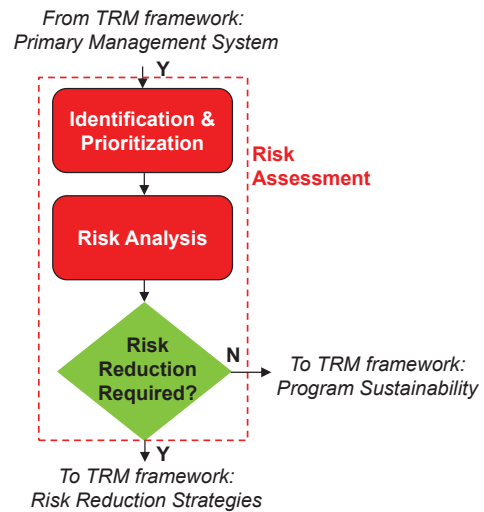 From TRM framework:
Primary Management System
Y
Identification &
Prioritization
Risk
Assessment
Risk Analysis
Risk
Reduction
Required?
N
To TRM framework:
Program Sustainability
Y
To TRM framework:
Risk Reduction Strategies